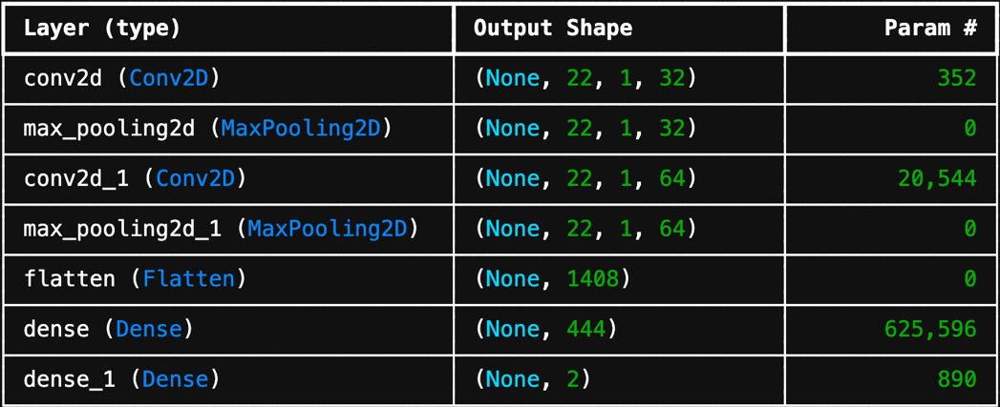 Layer (type) Output Shape Param #
conv2d (Conv2D) (None, 22, 1, 32) 352
max_pooling2d (MaxPooling2D) (None, 22, 1, 32) 0
conv2d_1 (Conv2D) (None, 22, 1, 64) 20,544
max_pooling2d_1 (MaxPooling2D) (None, 22, 1, 64) 0
flatten (Flatten) (None, 1408) 0
dense (Dense) (None, 444) 625,596
dense_1 (Dense) (None, 2) 890